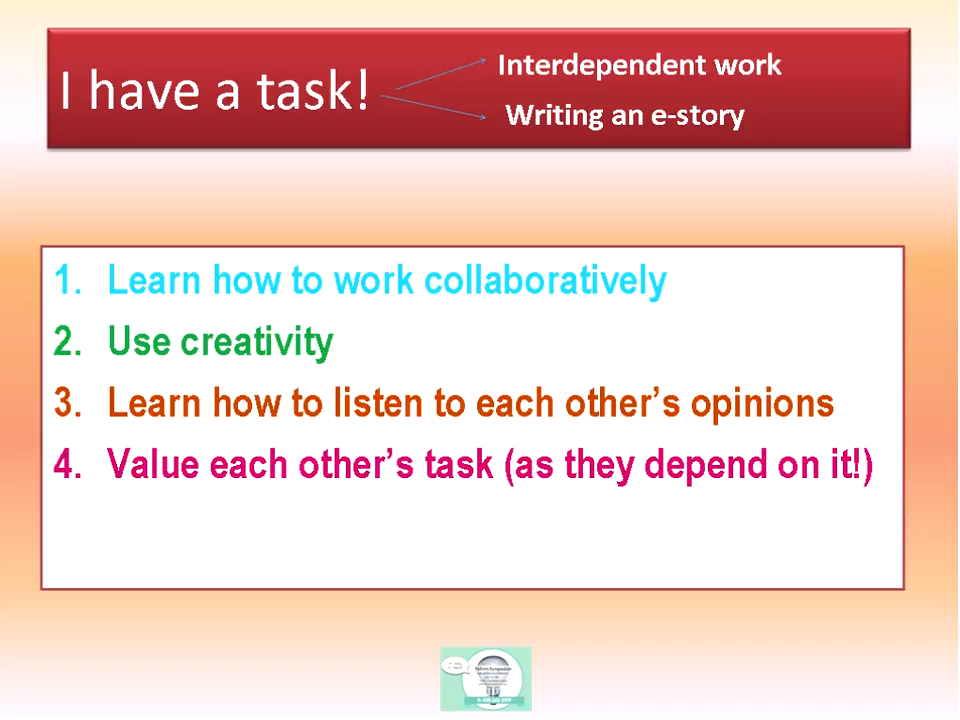 I have a task!
Interdependent work
Writing an e-story
1. Learn how to work collaboratively
2. Use creativity
3. Learn how to listen to each other’s opinions
4. Value each other’s task (as they depend on it!)